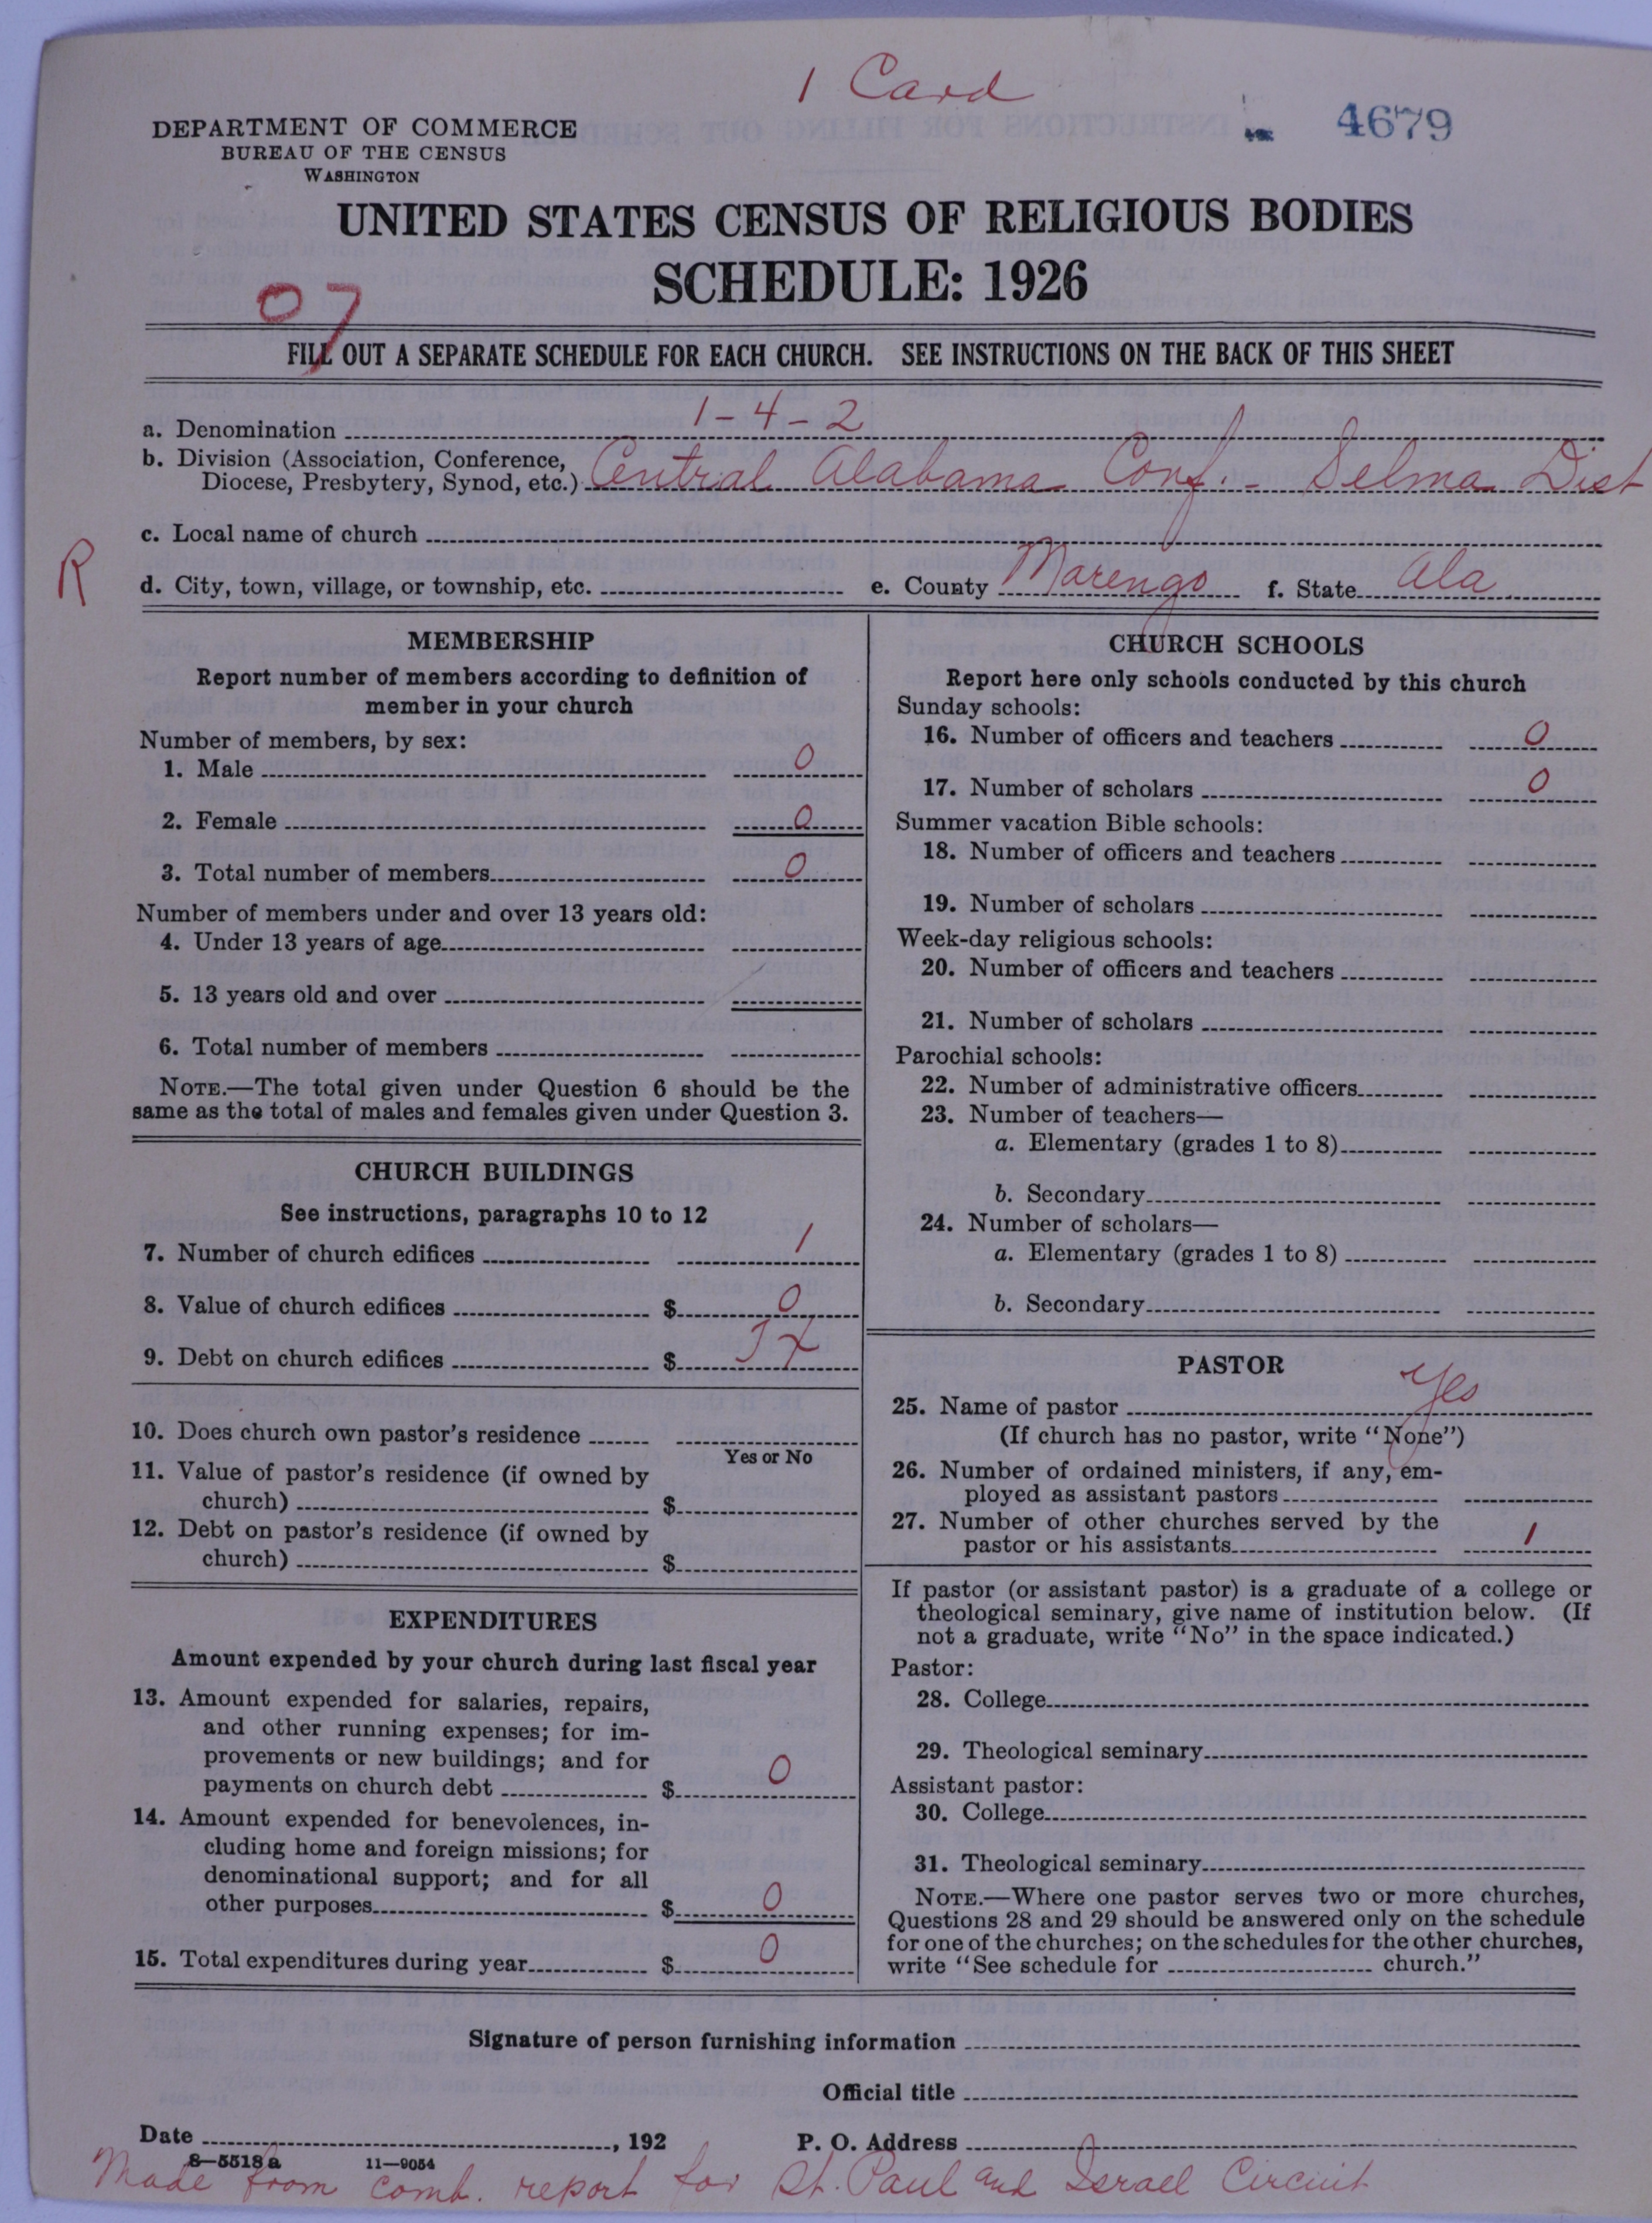 1 Card
4679
DEPARTMENT OF COMMERCE
BUREAU OF THE CENSUS
WASHINGTON
UNITED STATES CENSUS OF RELIGIOUS BODIES
SCHEDULE: 1926
07
FILL OUT A SEPARATE SCHEDULE FOR EACH CHURCH. SEE INSTRUCTIONS ON THE BACK OF THIS SHEET
a. Denomination 1-4-2
b. Division (Association, Conference,
Diocese, Presbytery, Synod, etc.) Central Alabama Conf. - Selma Dist
c. Local name of church
R
d. City, town, village, or township, etc. e. County Marengo f. State Ala
MEMBERSHIP
Report number of members according to definition of
member in your church
Number of members, by sex:
1. Male 0
2. Female 0
3. Total number of members 0
Number of members under and over 13 years old:
4. Under 13 years of age
5. 13 years old and over
6. Total number of members
NOTE.—The total given under Question 6 should be the
same as the total of males and females given under Question 3.
CHURCH BUILDINGS
See instructions, paragraphs 10 to 12
7. Number of church edifices 1
8. Value of church edifices $ 0
9. Debt on church edifices $
10. Does church own pastor's residence
Yes or No
11. Value of pastor's residence (if owned by
church) $
12. Debt on pastor's residence (if owned by
church) $
EXPENDITURES
Amount expended by your church during last fiscal year
13. Amount expended for salaries, repairs,
and other running expenses; for im-
provements or new buildings; and for
payments on church debt $ 0
14. Amount expended for benevolences, in-
cluding home and foreign missions; for
denominational support; and for all
other purposes $ 0
15. Total expenditures during year $ 0
CHURCH SCHOOLS
Report here only schools conducted by this church
Sunday schools:
16. Number of officers and teachers 0
17. Number of scholars 0
Summer vacation Bible schools:
18. Number of officers and teachers
19. Number of scholars
Week-day religious schools:
20. Number of officers and teachers
21. Number of scholars
Parochial schools:
22. Number of administrative officers
23. Number of teachers—
a. Elementary (grades 1 to 8)
b. Secondary
24. Number of scholars—
a. Elementary (grades 1 to 8)
b. Secondary
PASTOR
25. Name of pastor Yes
(If church has no pastor, write "None")
26. Number of ordained ministers, if any, em-
ployed as assistant pastors
27. Number of other churches served by the
pastor or his assistants 1
If pastor (or assistant pastor) is a graduate of a college or
theological seminary, give name of institution below. (If
not a graduate, write "No" in the space indicated.)
Pastor:
28. College
29. Theological seminary
Assistant pastor:
30. College
31. Theological seminary
NOTE.—Where one pastor serves two or more churches,
Questions 28 and 29 should be answered only on the schedule
for one of the churches; on the schedules for the other churches,
write "See schedule for church."
Signature of person furnishing information
Official title
Date , 192 P. O. Address
8—5518a 11—9054
Made from comb. report for St. Paul and Israel Circuit